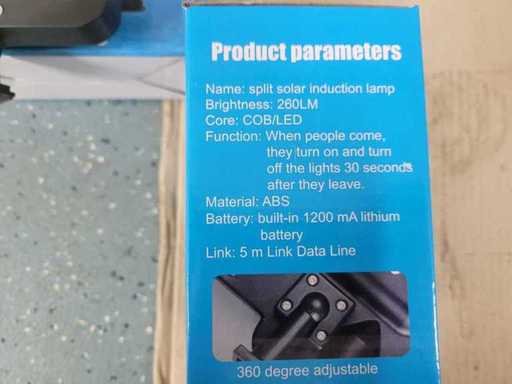 Product parameters
Name: split solar induction lamp
Brightness: 260LM
Core: COB/LED
Function: When people come,
they turn on and turn
off the lights 30 seconds
after they leave.
Material: ABS
Battery: built-in 1200 mA lithium
battery
Link: 5 m Link Data Line
360 degree adjustable